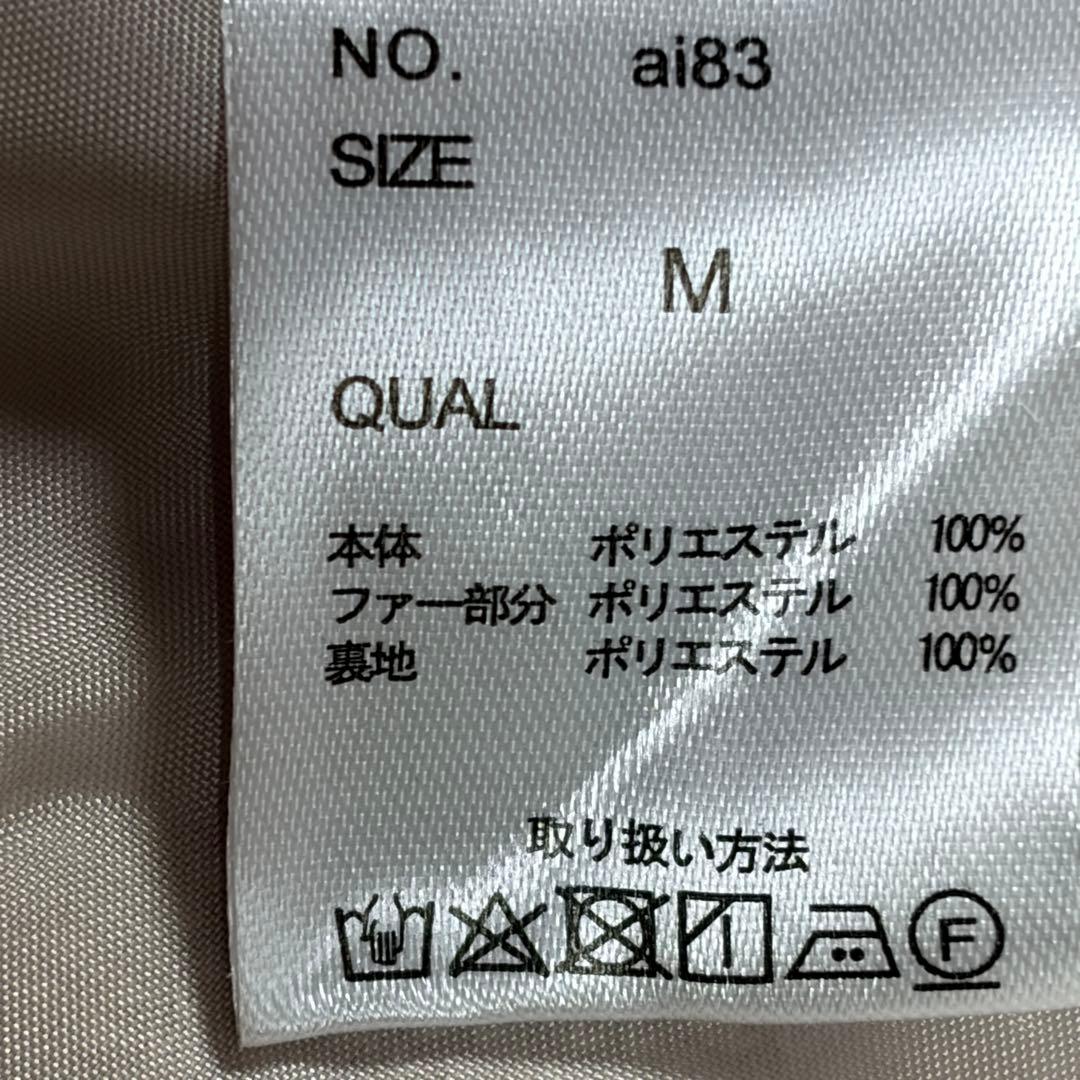 NO. ai83
SIZE
M
QUAL
本体 ポリエステル 100%
ファー部分 ポリエステル 100%
裏地 ポリエステル 100%
取り扱い方法
F